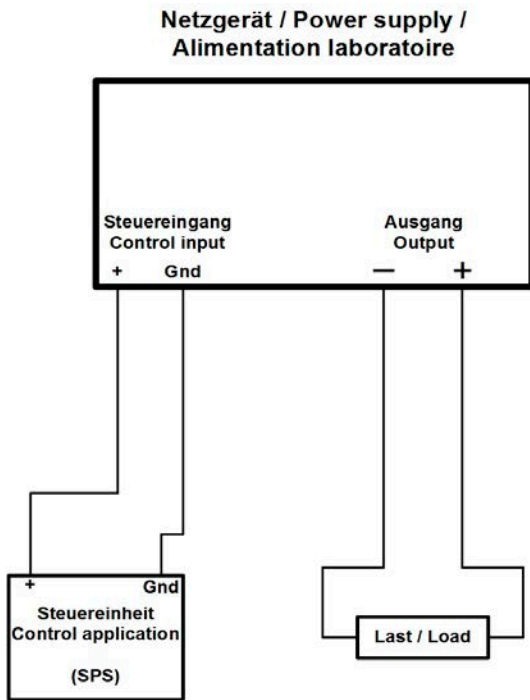 Netzgerät / Power supply /
Alimentation laboratoire
Steuereingang
Control input
+ Gnd
Ausgang
Output
— +
+ Gnd
Steuereinheit
Control application
(SPS)
Last / Load